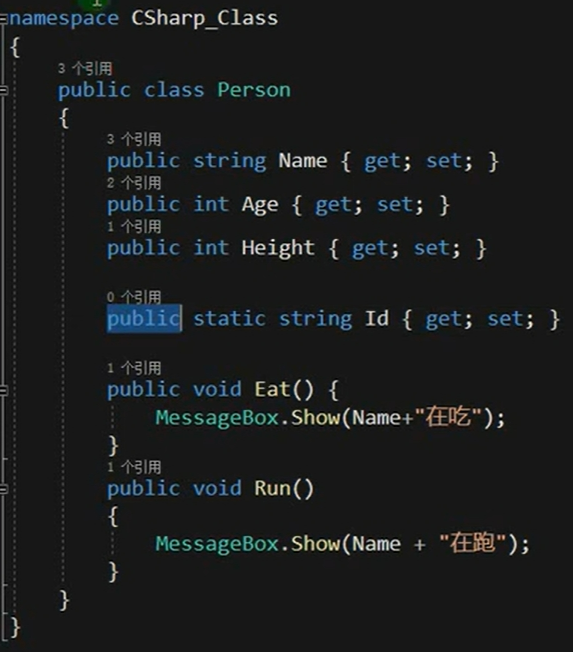 namespace CSharp_Class
{
3 个引用
public class Person
{
3 个引用
public string Name { get; set; }
2 个引用
public int Age { get; set; }
1 个引用
public int Height { get; set; }
0 个引用
public static string Id { get; set; }
1 个引用
public void Eat() {
MessageBox.Show(Name+"在吃");
}
1 个引用
public void Run()
{
MessageBox.Show(Name + "在跑");
}
}
}